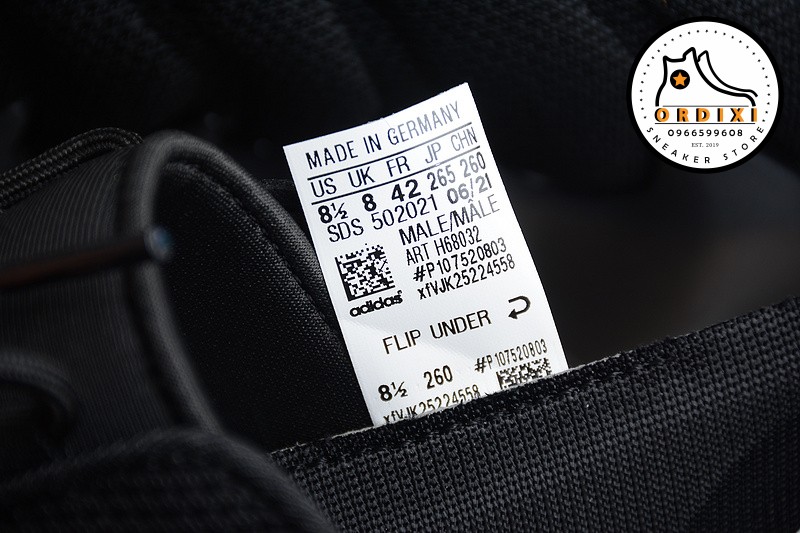 MADE IN GERMANY
US UK FR JP CHN
8½ 8 42 265 260
SDS 502021 06/21
MALE/MÂLE
ART H68032
#P107520803
xfVJK25224558
adidas
FLIP UNDER
8½ 260 #P107520803
xfVJK25224558
ORDIXI
0966599608
EST. 2019
SNEAKER STORE